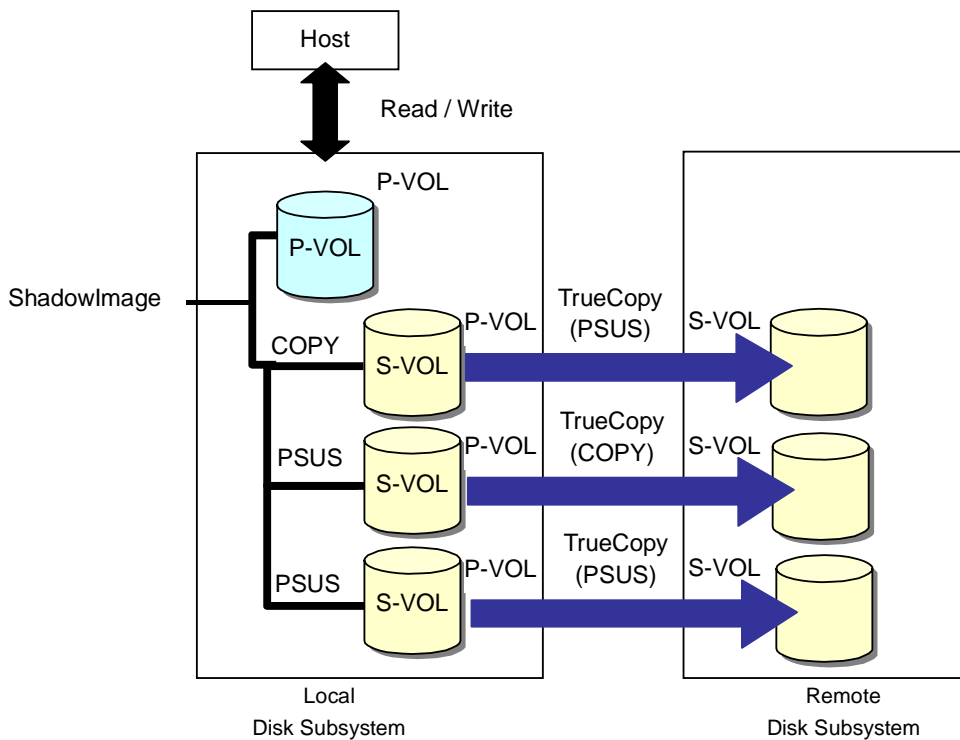 Host
Read / Write
P-VOL
P-VOL
ShadowImage
COPY
S-VOL
P-VOL
TrueCopy
(PSUS)
S-VOL
PSUS
S-VOL
P-VOL
TrueCopy
(COPY)
S-VOL
PSUS
S-VOL
P-VOL
TrueCopy
(PSUS)
S-VOL
Local
Disk Subsystem
Remote
Disk Subsystem